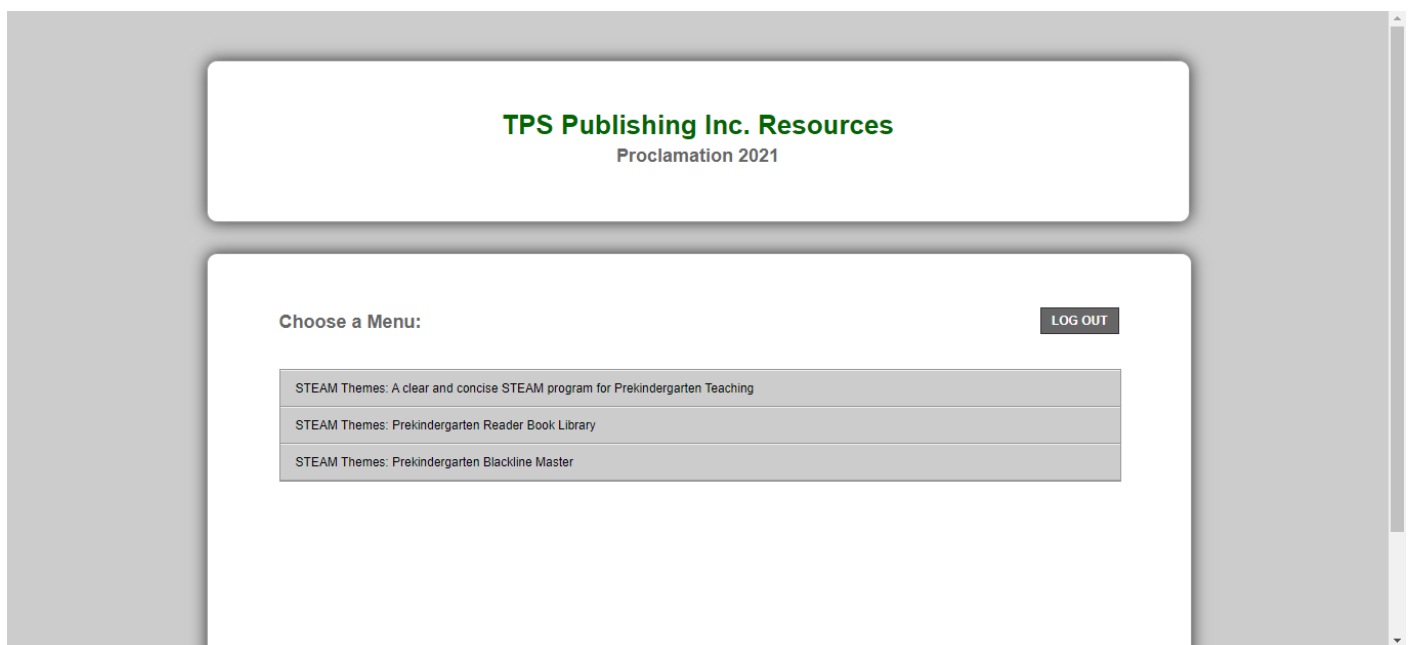 TPS Publishing Inc. Resources
Proclamation 2021
Choose a Menu:
LOG OUT
STEAM Themes: A clear and concise STEAM program for Prekindergarten Teaching
STEAM Themes: Prekindergarten Reader Book Library
STEAM Themes: Prekindergarten Blackline Master